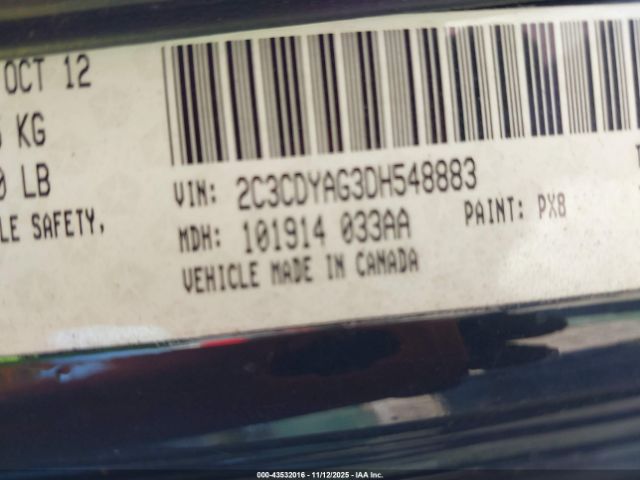 OCT 12
KG
LB
LE SAFETY,
VIN: 2C3CDYAG3DH548883
MDH: 101914 033AA PAINT: PX8
VEHICLE MADE IN CANADA
000-43532016 - 11/12/2025 - IAA Inc.